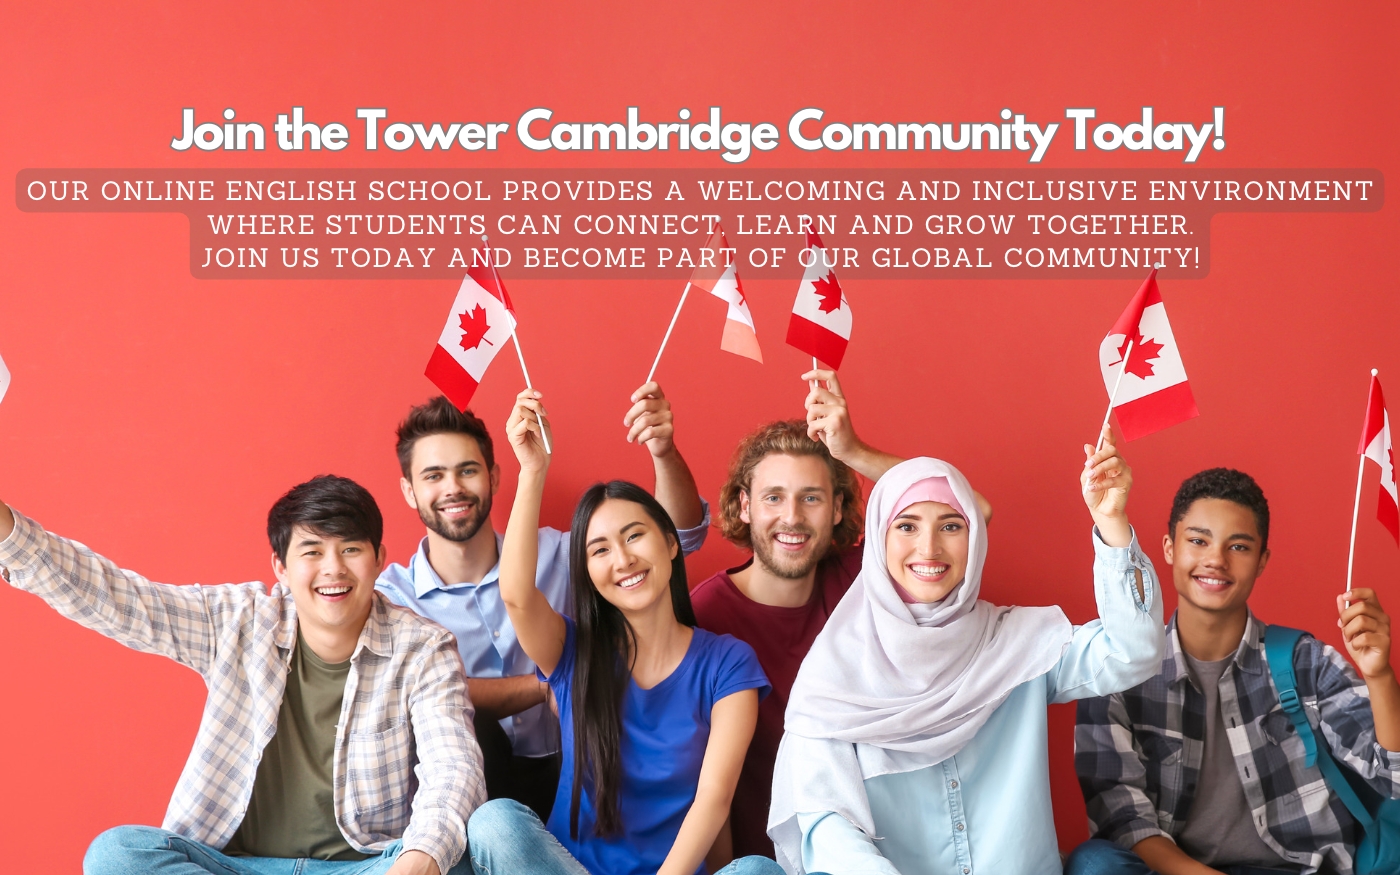 Join the Tower Cambridge Community Today!
OUR ONLINE ENGLISH SCHOOL PROVIDES A WELCOMING AND INCLUSIVE ENVIRONMENT
WHERE STUDENTS CAN CONNECT, LEARN AND GROW TOGETHER.
JOIN US TODAY AND BECOME PART OF OUR GLOBAL COMMUNITY!